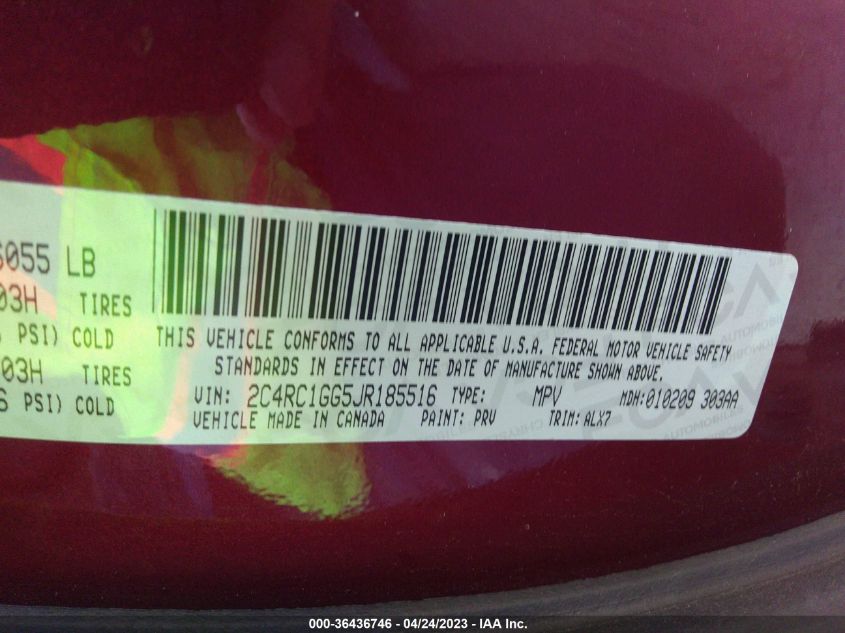 6055 LB
03H TIRES
PSI) COLD
03H TIRES
PSI) COLD
THIS VEHICLE CONFORMS TO ALL APPLICABLE U.S.A. FEDERAL MOTOR VEHICLE SAFETY
STANDARDS IN EFFECT ON THE DATE OF MANUFACTURE SHOWN ABOVE.
VIN: 2C4RC1GG5JR185516 TYPE: MPV MDH:010209 303AA
VEHICLE MADE IN CANADA PAINT: PRV TRIM: ALX7
000-36436746 / 04/24/2023 - IAA Inc.